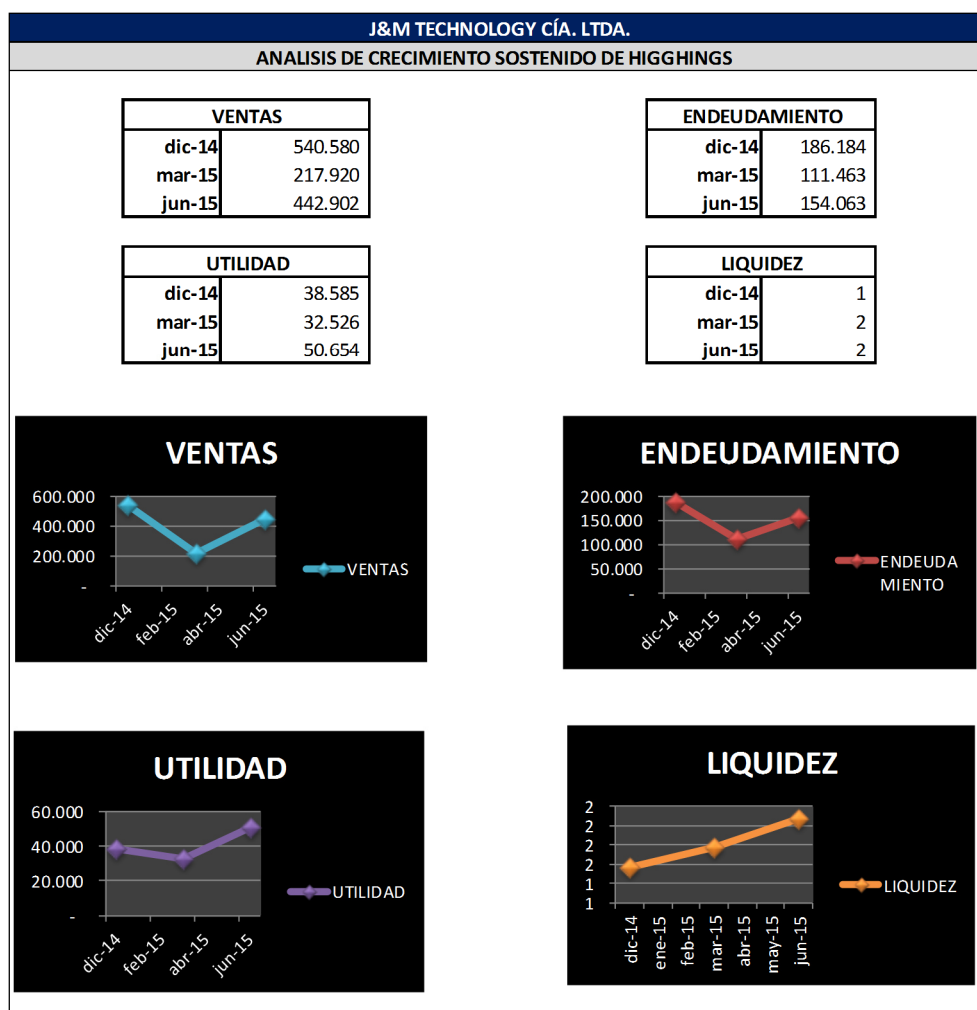 J&M TECHNOLOGY CÍA. LTDA.
ANALISIS DE CRECIMIENTO SOSTENIDO DE HIGGHINGS
VENTAS
dic-14 540.580
mar-15 217.920
jun-15 442.902
ENDEUDAMIENTO
dic-14 186.184
mar-15 111.463
jun-15 154.063
UTILIDAD
dic-14 38.585
mar-15 32.526
jun-15 50.654
LIQUIDEZ
dic-14 1
mar-15 2
jun-15 2
VENTAS
600.000
400.000
200.000
-
dic-14 feb-15 abr-15 jun-15
VENTAS
ENDEUDAMIENTO
200.000
150.000
100.000
50.000
-
dic-14 feb-15 abr-15 jun-15
ENDEUDA
MIENTO
UTILIDAD
60.000
40.000
20.000
-
dic-14 feb-15 abr-15 jun-15
UTILIDAD
LIQUIDEZ
2
2
2
2
1
1
dic-14 ene-15 feb-15 mar-15 abr-15 may-15 jun-15
LIQUIDEZ